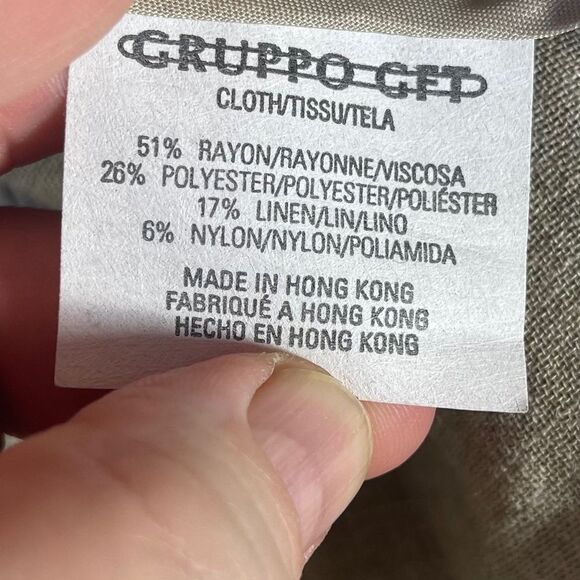 GRUPPO GFT
CLOTH/TISSU/TELA
51% RAYON/RAYONNE/VISCOSA
26% POLYESTER/POLYESTER/POLIÉSTER
17% LINEN/LIN/LINO
6% NYLON/NYLON/POLIAMIDA
MADE IN HONG KONG
FABRIQUÉ A HONG KONG
HECHO EN HONG KONG